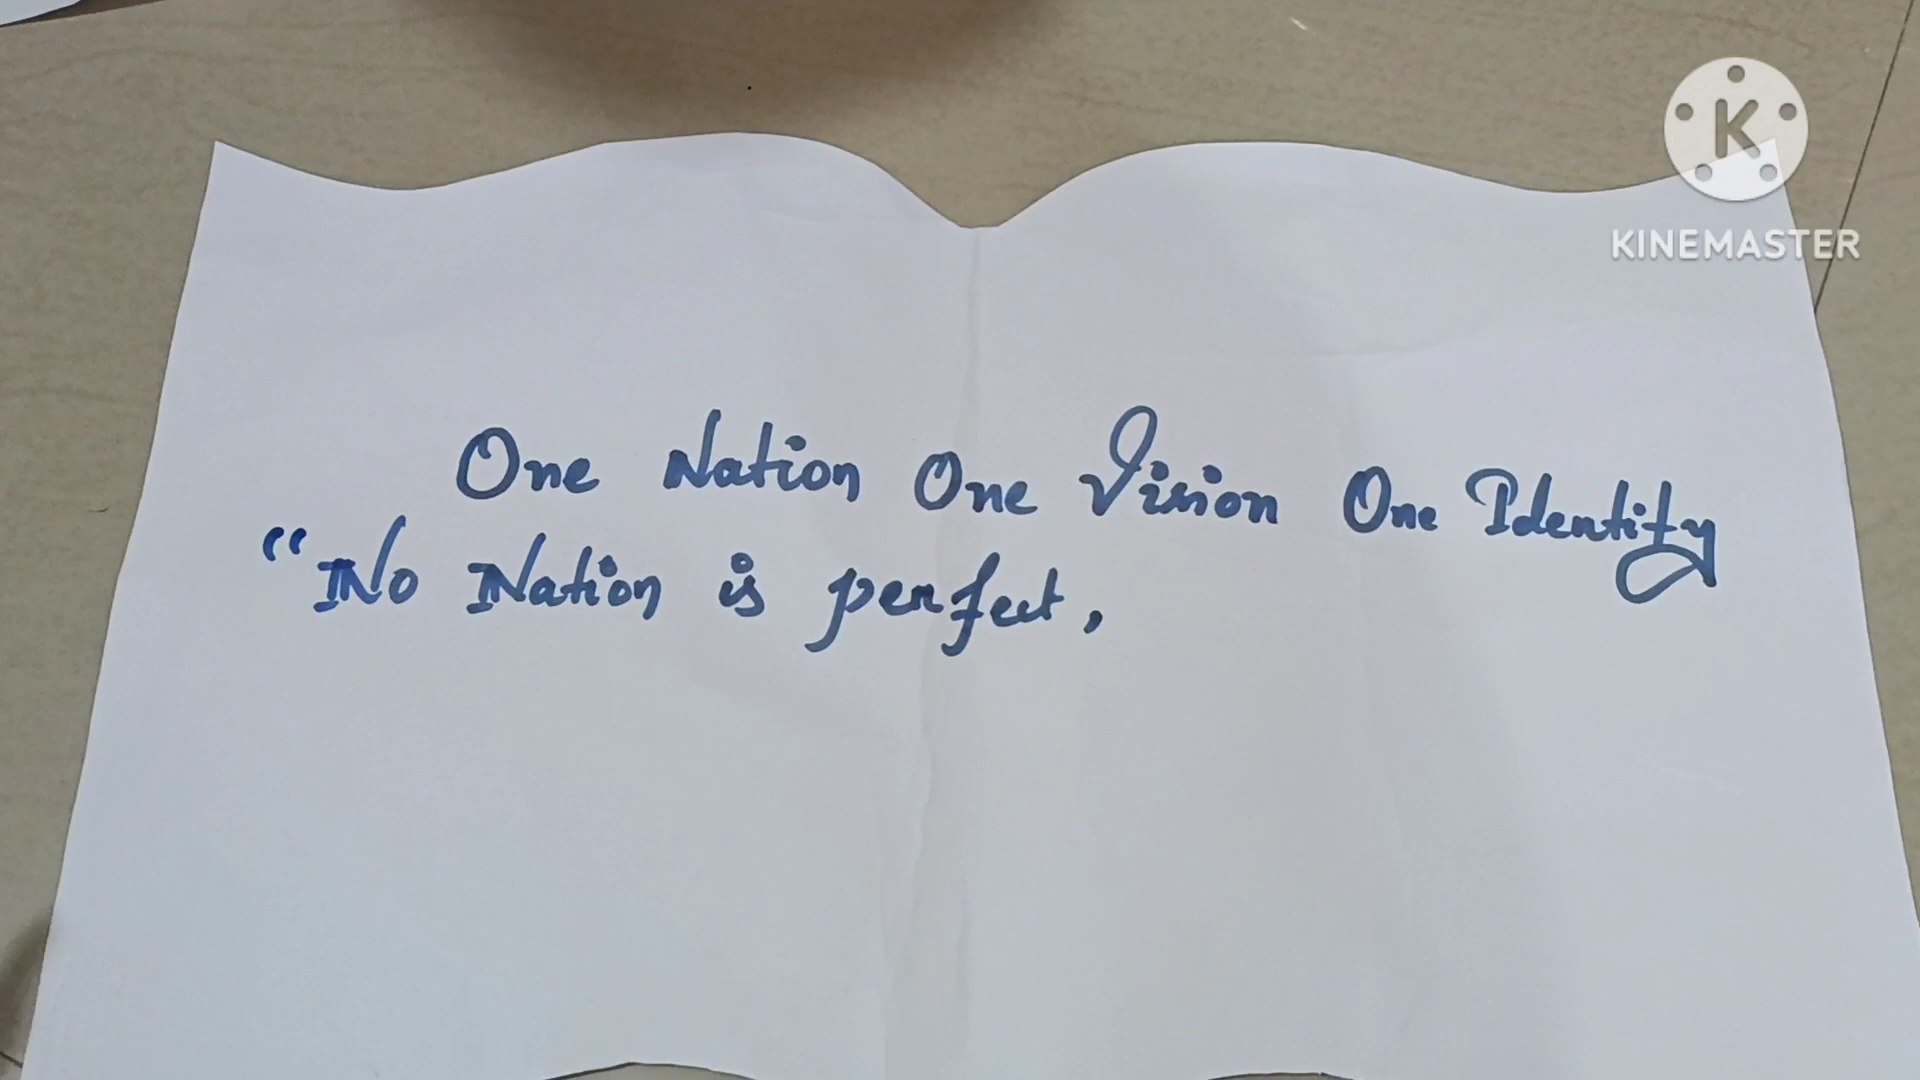 KINEMASTER
One Nation One Vision One Identity
"No Nation is perfect,